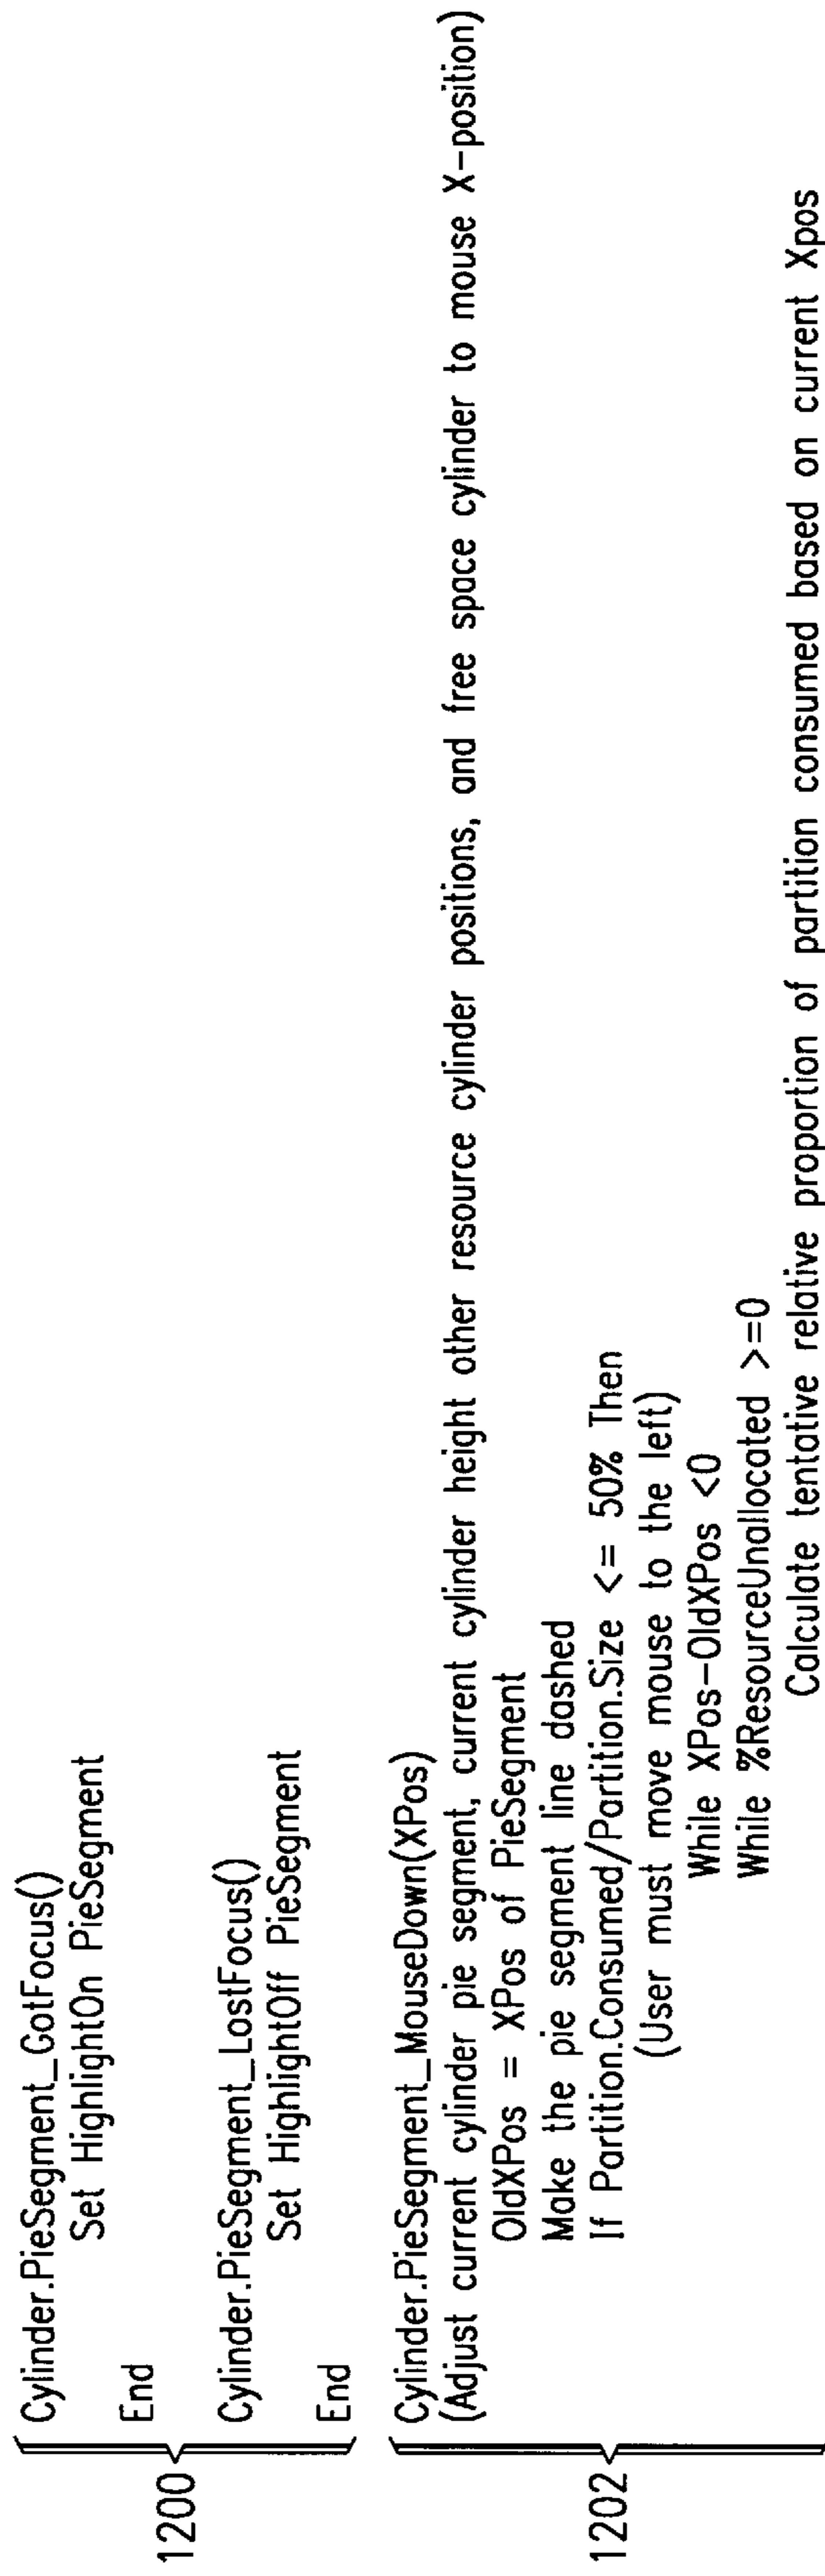 1200
Cylinder.PieSegment_GotFocus()
Set HighlightOn PieSegment
End
Cylinder.PieSegment_LostFocus()
Set HighlightOff PieSegment
End
1202
Cylinder.PieSegment_MouseDown(XPos)
(Adjust current cylinder pie segment, current cylinder height other resource cylinder positions, and free space cylinder to mouse X-position)
OldXPos = XPos of PieSegment
Make the pie segment line dashed
If Partition.Consumed/Partition.Size <= 50% Then
(User must move mouse to the left)
While XPos-OldXPos <0
While %ResourceUnallocated >=0
Calculate tentative relative proportion of partition consumed based on current Xpos